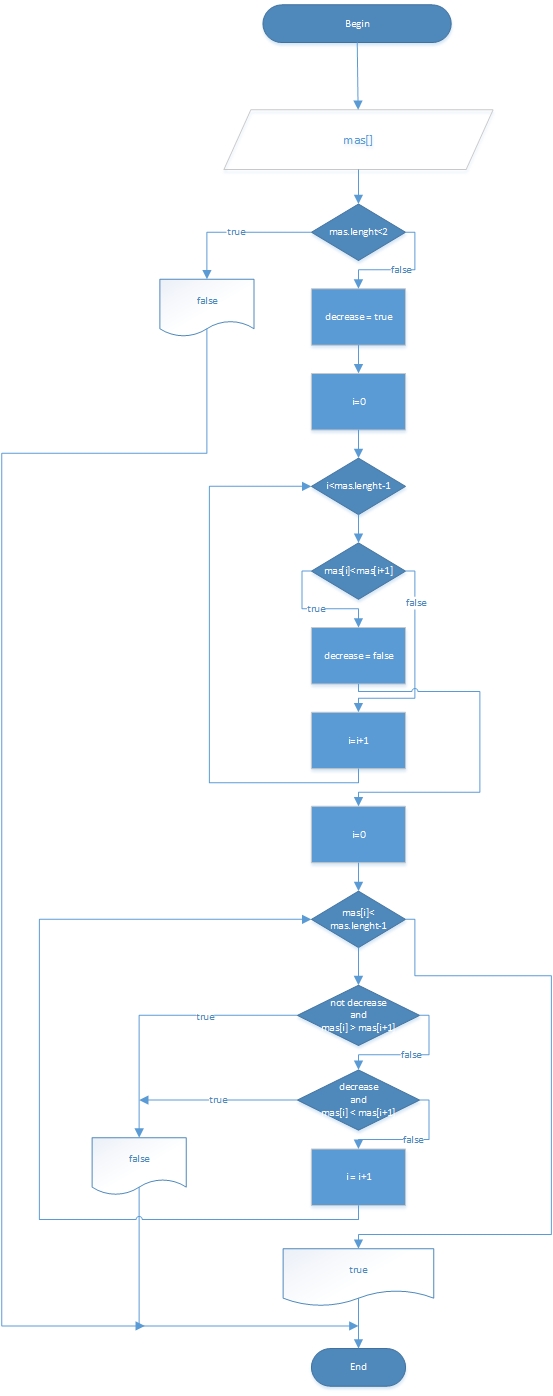 Begin
mas[]
mas.lenght<2
true
false
false
decrease = true
i=0
i<mas.lenght-1
mas[i]<mas[i+1]
true
false
decrease = false
i=i+1
i=0
mas[i]<
mas.lenght-1
not decrease
and
mas[i] > mas[i+1]
true
false
decrease
and
mas[i] < mas[i+1]
true
false
false
i = i+1
true
End